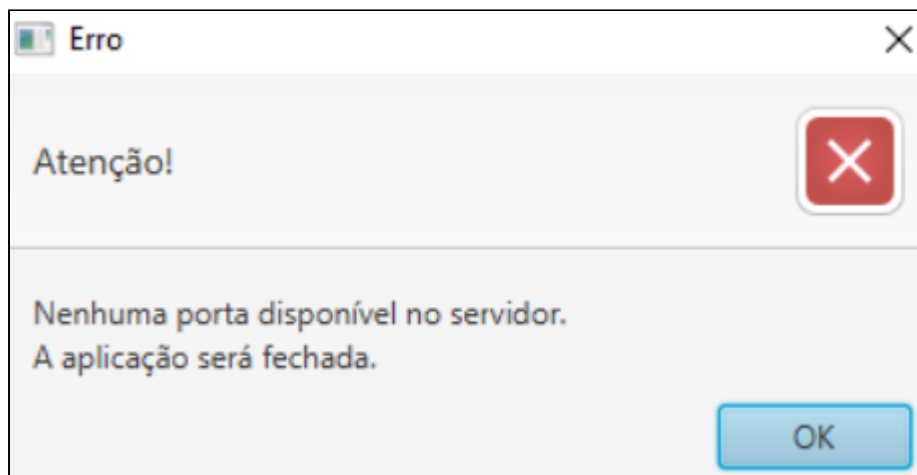 Erro
Atenção!
Nenhuma porta disponível no servidor.
A aplicação será fechada.
OK